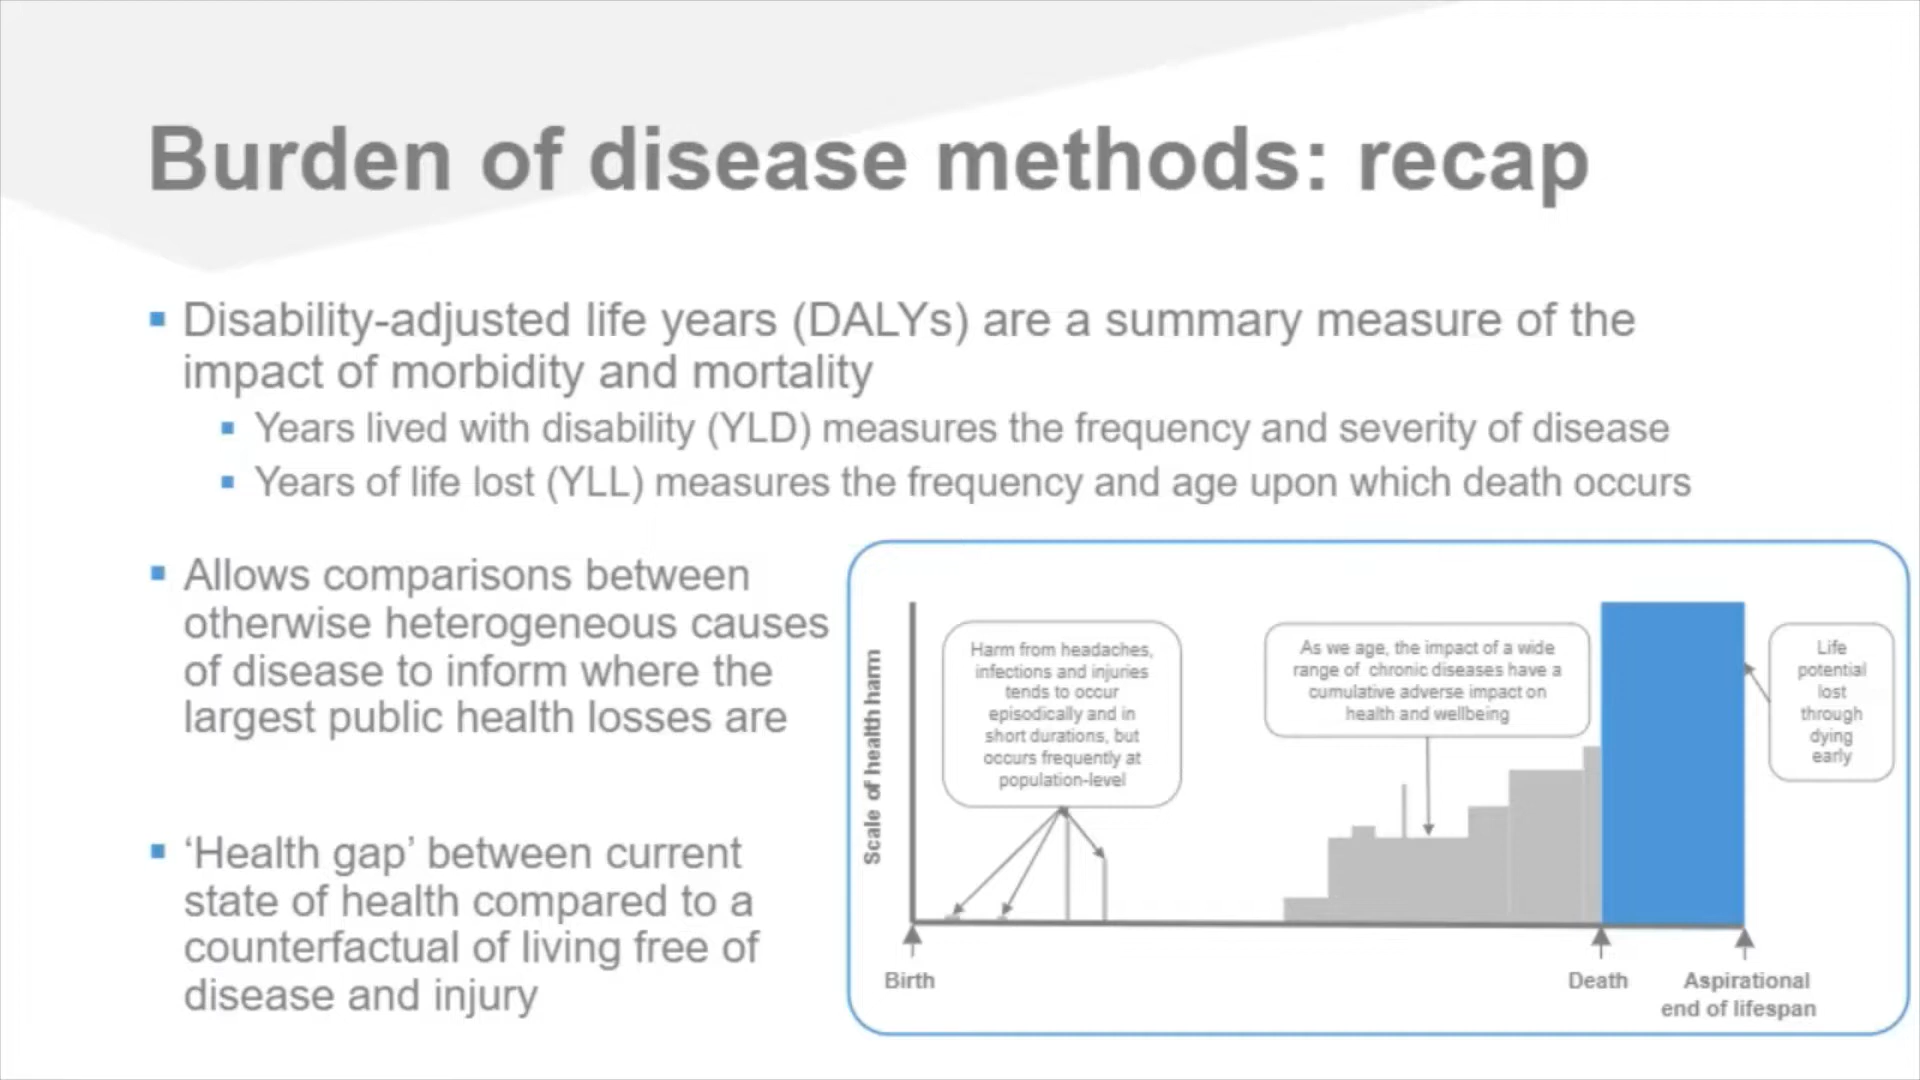 Burden of disease methods: recap
Disability-adjusted life years (DALYs) are a summary measure of the
impact of morbidity and mortality
Years lived with disability (YLD) measures the frequency and severity of disease
Years of life lost (YLL) measures the frequency and age upon which death occurs
Allows comparisons between
otherwise heterogeneous causes
of disease to inform where the
largest public health losses are
‘Health gap’ between current
state of health compared to a
counterfactual of living free of
disease and injury
Scale of health harm
Harm from headaches,
infections and injuries
tends to occur
episodically and in
short durations, but
occurs frequently at
population-level
As we age, the impact of a wide
range of chronic diseases have a
cumulative adverse impact on
health and wellbeing
Life
potential
lost
through
dying
early
Birth
Death
Aspirational
end of lifespan